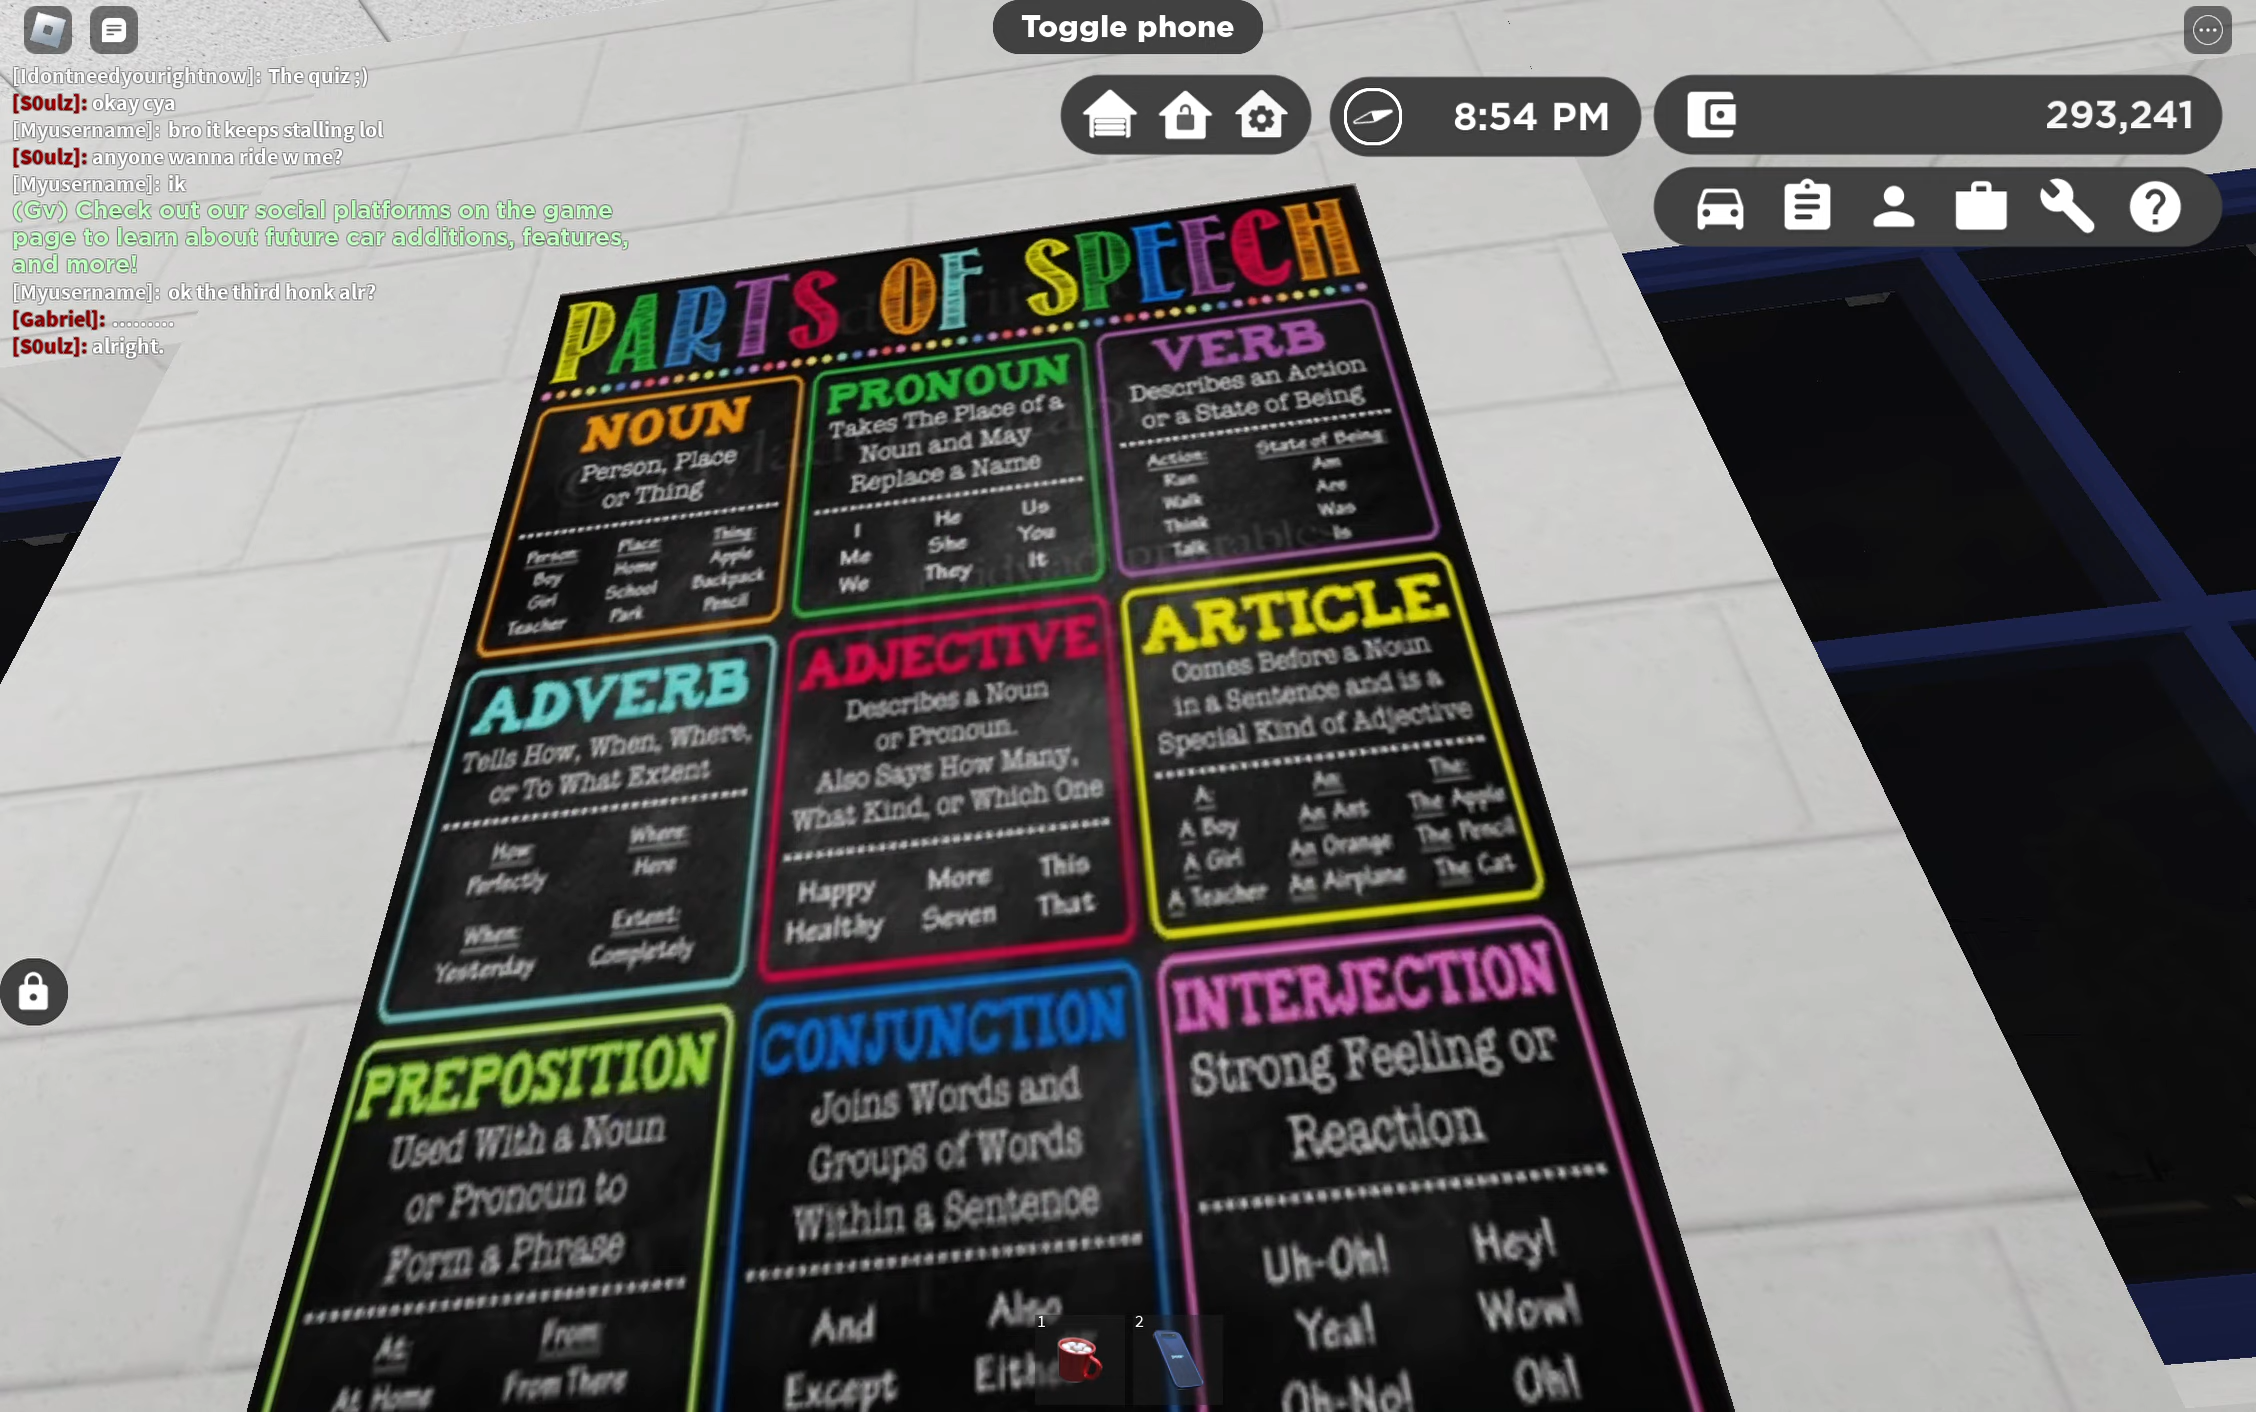 Toggle phone
[Idontneedyourightnow]: The quiz ;)
[S0ulz]: okay cya
[Myusername]: bro it keeps stalling lol
[S0ulz]: anyone wanna ride w me?
[Myusername]: ik
(Gv) Check out our social platforms on the game
page to learn about future car additions, features,
and more!
[Myusername]: ok the third honk alr?
[Gabriel]: .........
[S0ulz]: alright.
8:54 PM
293,241
PARTS OF SPEECH
NOUN
Person, Place
or Thing
Person: Place: Thing:
Boy Home Apple
Girl School Backpack
Teacher Park Pencil
PRONOUN
Takes The Place of a
Noun and May
Replace a Name
I He Us
Me She You
We They It
VERB
Describes an Action
or a State of Being
Action: State of Being:
Run Am
Walk Are
Think Was
Talk Is
ADVERB
Tells How, When, Where,
or To What Extent
How: Where:
Perfectly Here
When: Extent:
Yesterday Completely
ADJECTIVE
Describes a Noun
or Pronoun.
Also Says How Many,
What Kind, or Which One
Happy More This
Healthy Seven That
ARTICLE
Comes Before a Noun
in a Sentence and is a
Special Kind of Adjective
A: An: The:
A Boy An Ant The Apple
A Girl An Orange The Pencil
A Teacher An Airplane The Cat
PREPOSITION
Used With a Noun
or Pronoun to
Form a Phrase
At: From:
At Home From There
CONJUNCTION
Joins Words and
Groups of Words
Within a Sentence
And Also
Except
INTERJECTION
Strong Feeling or
Reaction
Uh-Oh! Hey!
Yea! Wow!
Oh-No! Oh!
1 2